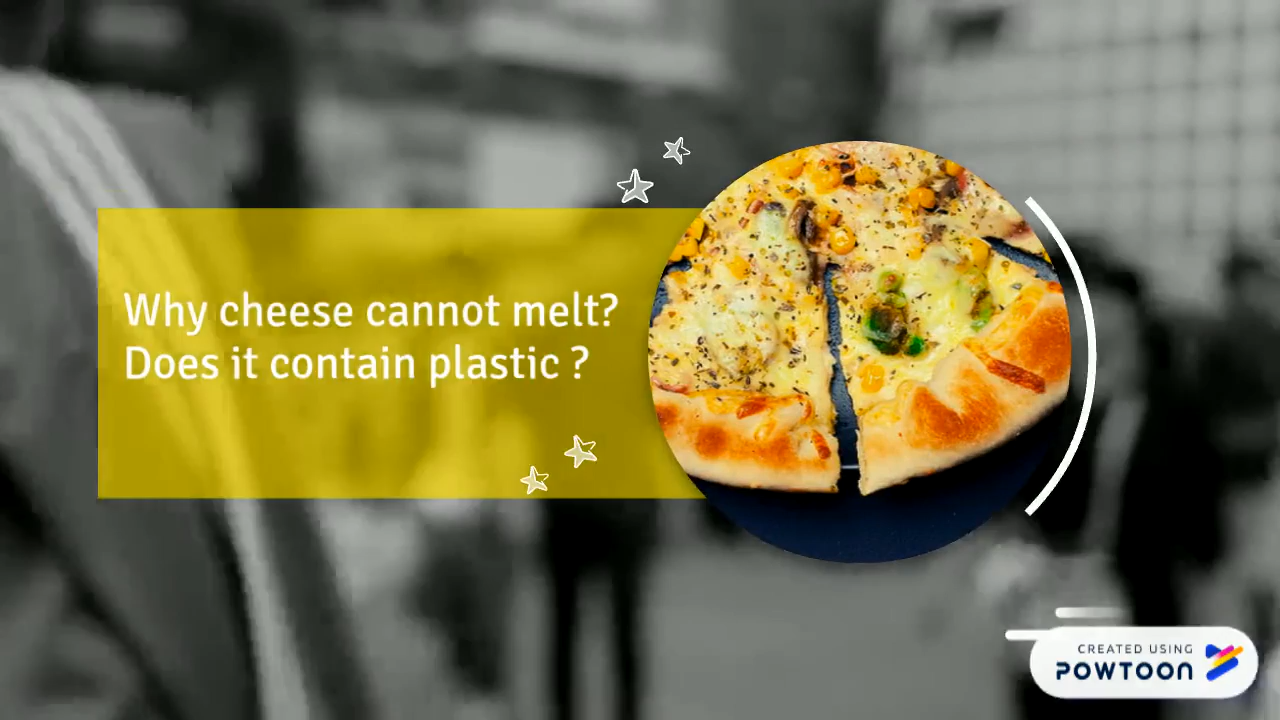 Why cheese cannot melt?
Does it contain plastic ?
CREATED USING
POWTOON